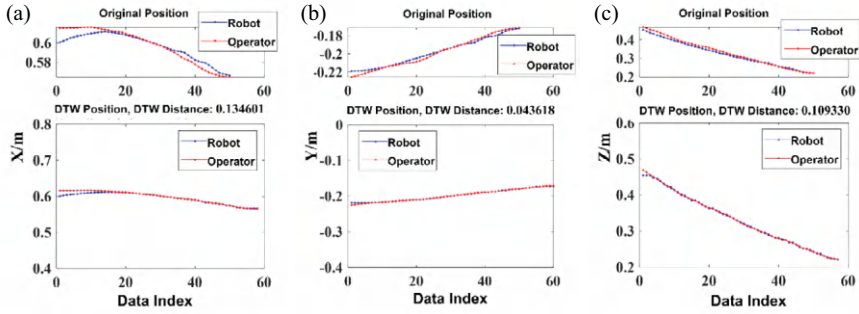 (a)
Original Position
Robot
Operator
0.6
0.58
0 20 40 60
DTW Position, DTW Distance: 0.134601
X/m
Robot
Operator
0.8
0.7
0.6
0.5
0.4
0 20 40 60
Data Index
(b)
Original Position
Robot
Operator
-0.18
-0.2
-0.22
0 20 40 60
DTW Position, DTW Distance: 0.043618
Y/m
Robot
Operator
0
-0.1
-0.2
-0.3
-0.4
0 20 40 60
Data Index
(c)
Original Position
Robot
Operator
0.4
0.3
0.2
0 20 40 60
DTW Position, DTW Distance: 0.109330
Z/m
Robot
Operator
0.6
0.5
0.4
0.3
0.2
0 20 40 60
Data Index